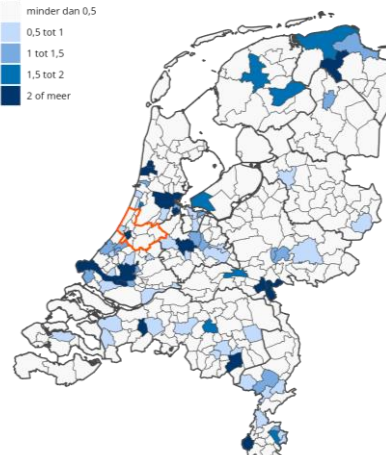 minder dan 0,5
0,5 tot 1
1 tot 1,5
1,5 tot 2
2 of meer